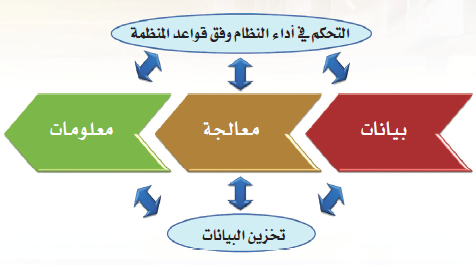 التحكم في أداء النظام وفق قواعد المنظمة
بيانات
معالجة
معلومات
تخزين البيانات